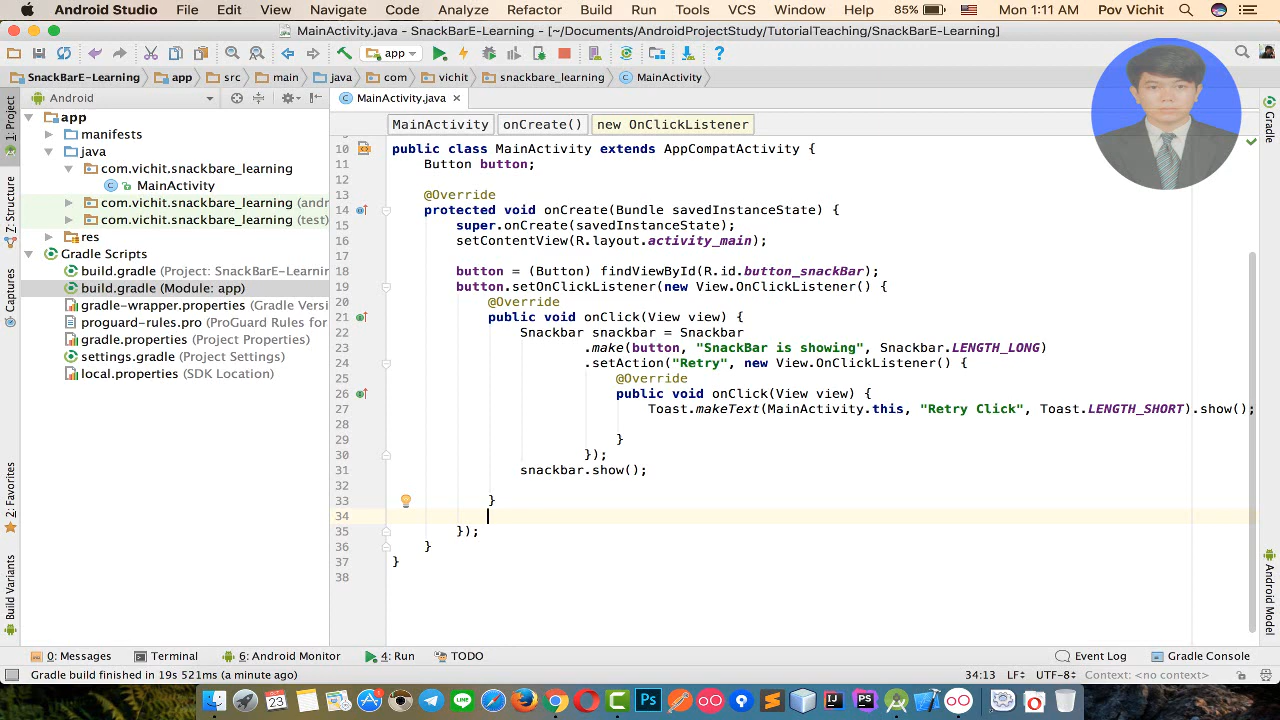 Android Studio File Edit View Navigate Code Analyze Refactor Build Run Tools VCS Window Help 85% Mon 1:11 AM Pov Vichit
MainActivity.java - SnackBarE-Learning - [~/Documents/AndroidProjectStudy/TutorialTeaching/SnackBarE-Learning]
app
SnackBarE-Learning app src main java com vichit snackbare_learning MainActivity
Android
MainActivity.java
MainActivity onCreate() new OnClickListener
1: Project
Z: Structure
Captures
2: Favorites
Build Variants
app
manifests
java
com.vichit.snackbare_learning
MainActivity
com.vichit.snackbare_learning (andr
com.vichit.snackbare_learning (test)
res
Gradle Scripts
build.gradle (Project: SnackBarE-Learnin
build.gradle (Module: app)
gradle-wrapper.properties (Gradle Versi
proguard-rules.pro (ProGuard Rules for
gradle.properties (Project Properties)
settings.gradle (Project Settings)
local.properties (SDK Location)
10 public class MainActivity extends AppCompatActivity {
11 Button button;
12
13 @Override
14 protected void onCreate(Bundle savedInstanceState) {
15 super.onCreate(savedInstanceState);
16 setContentView(R.layout.activity_main);
17
18 button = (Button) findViewById(R.id.button_snackBar);
19 button.setOnClickListener(new View.OnClickListener() {
20 @Override
21 public void onClick(View view) {
22 Snackbar snackbar = Snackbar
23 .make(button, "SnackBar is showing", Snackbar.LENGTH_LONG)
24 .setAction("Retry", new View.OnClickListener() {
25 @Override
26 public void onClick(View view) {
27 Toast.makeText(MainActivity.this, "Retry Click", Toast.LENGTH_SHORT).show();
28
29 }
30 });
31 snackbar.show();
32
33 }
34
35 });
36 }
37 }
38
Gradle
Android Model
0: Messages Terminal 6: Android Monitor 4: Run TODO Event Log Gradle Console
Gradle build finished in 19s 521ms (a minute ago) 34:13 LF÷ UTF-8÷ Context: <no context>
23 LINE Ps IJ PS